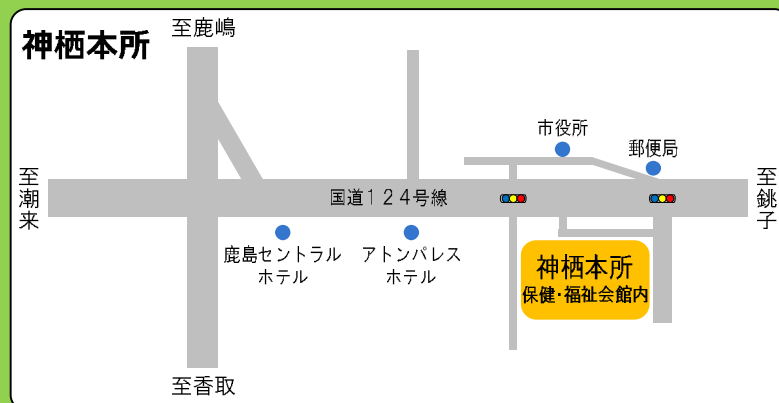 神栖本所
至鹿嶋
市役所
郵便局
至潮来
国道１２４号線
至銚子
鹿島セントラル
ホテル
アトンパレス
ホテル
神栖本所
保健・福祉会館内
至香取